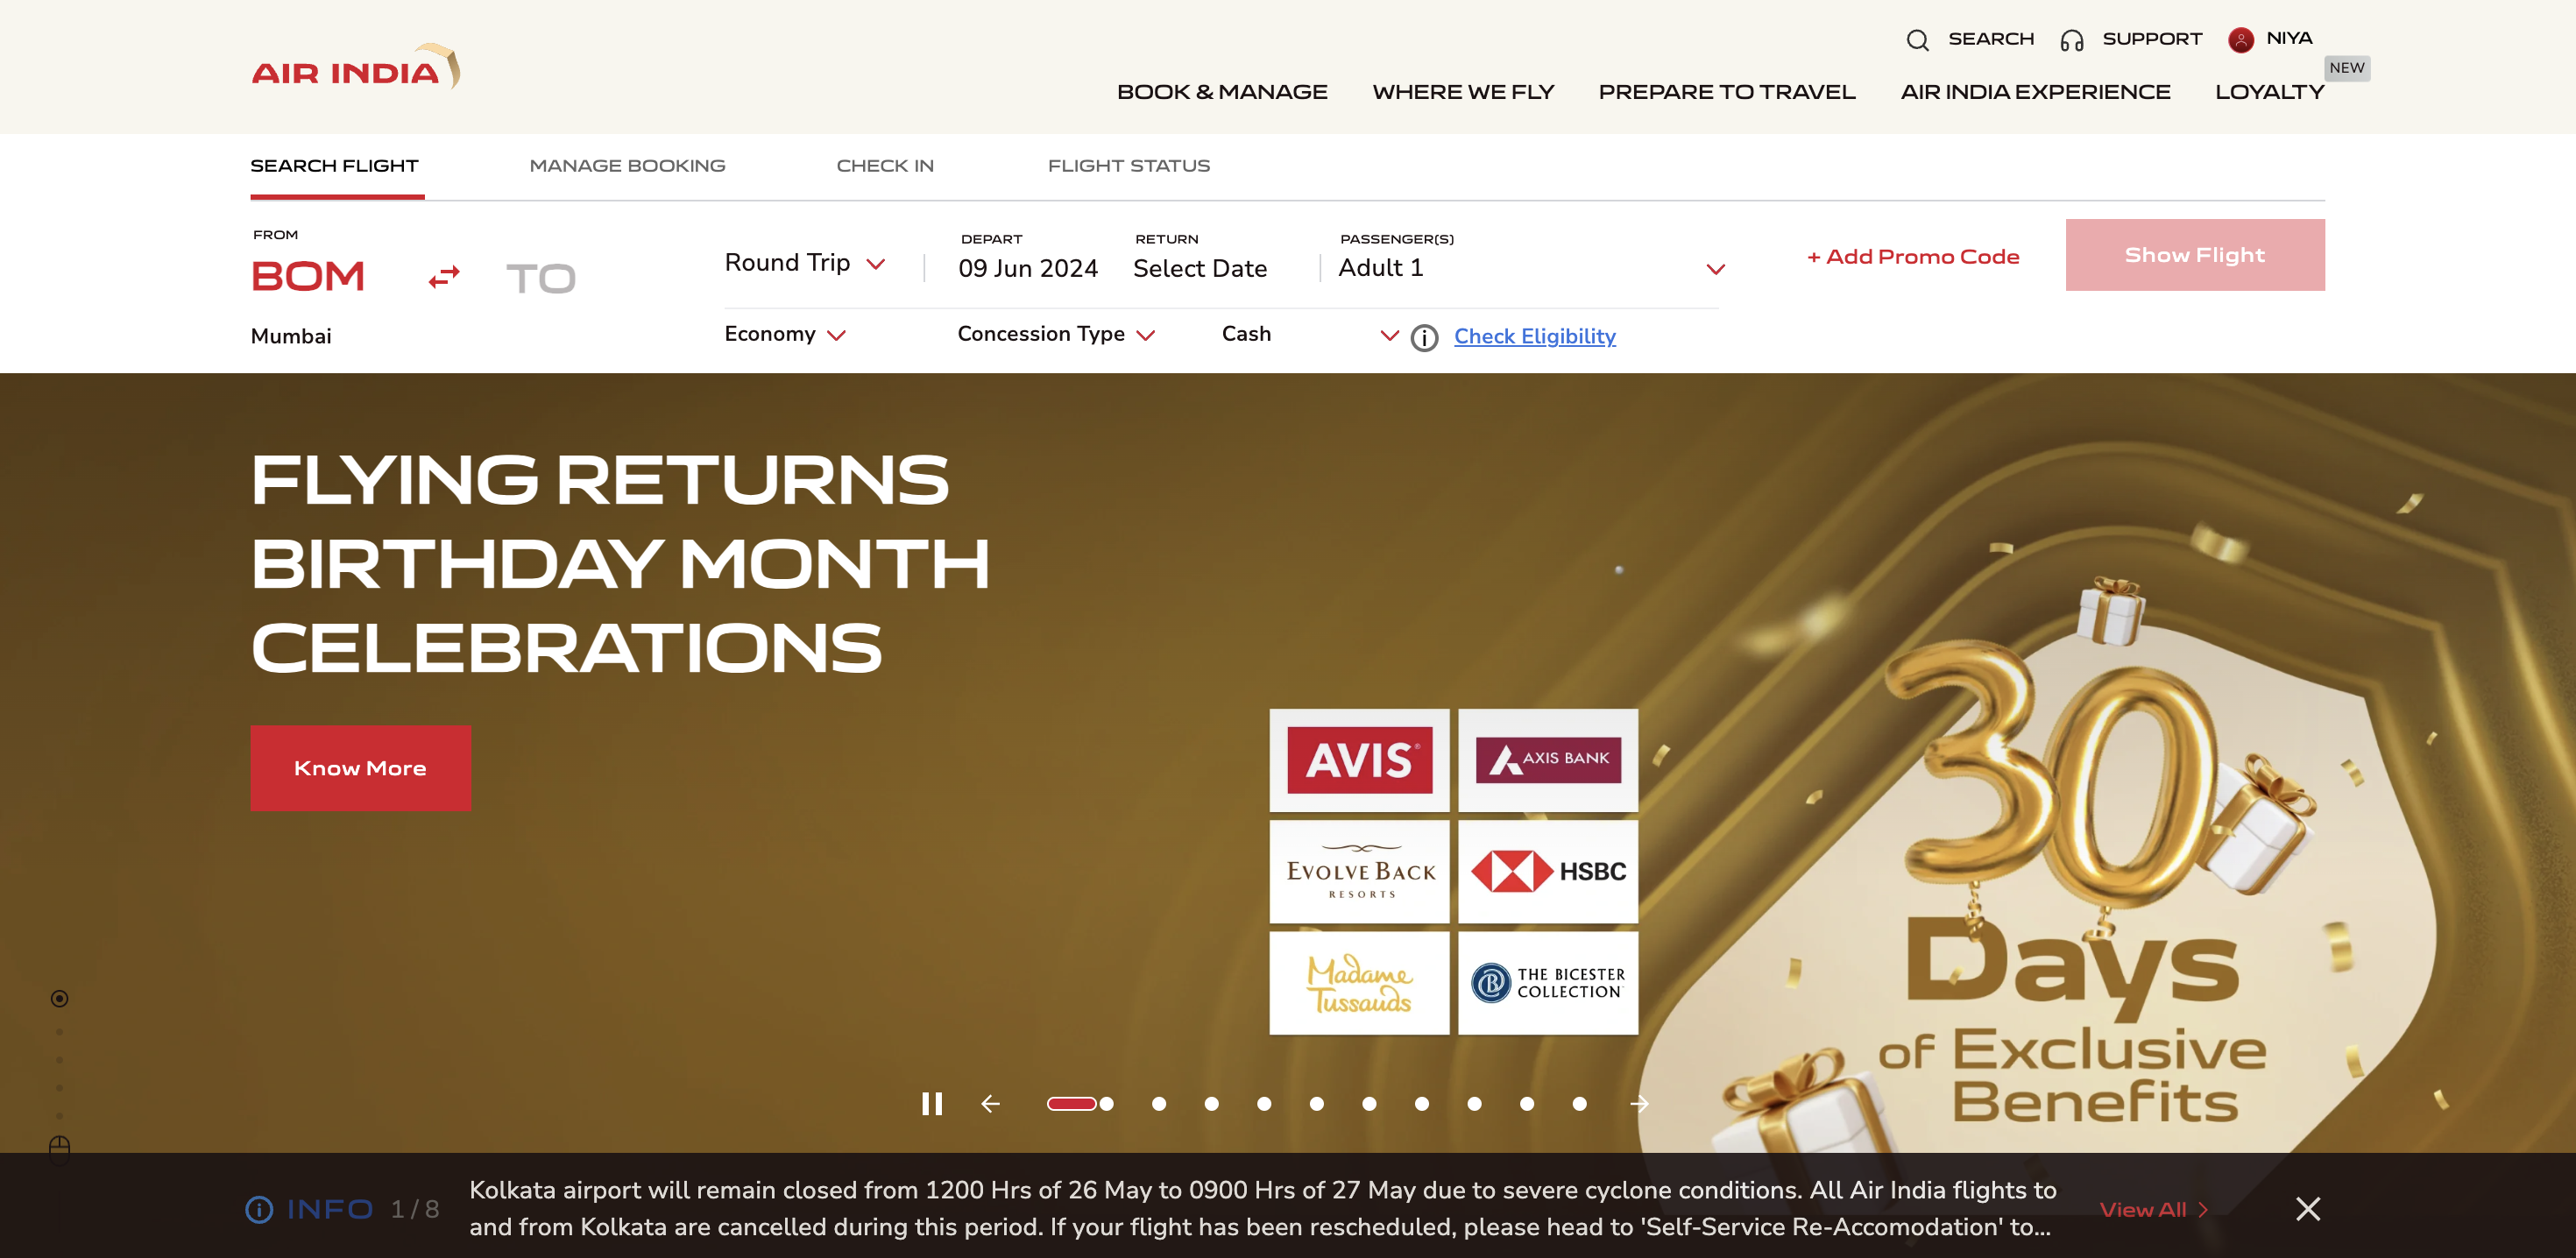 AIR INDIA
SEARCH SUPPORT NIYA
BOOK & MANAGE WHERE WE FLY PREPARE TO TRAVEL AIR INDIA EXPERIENCE LOYALTY NEW
SEARCH FLIGHT MANAGE BOOKING CHECK IN FLIGHT STATUS
FROM
BOM TO
Mumbai
Round Trip
DEPART
09 Jun 2024
RETURN
Select Date
PASSENGER(S)
Adult 1
Economy Concession Type Cash Check Eligibility
+ Add Promo Code
Show Flight
FLYING RETURNS
BIRTHDAY MONTH
CELEBRATIONS
Know More
AVIS
AXIS BANK
EVOLVE BACK
RESORTS
HSBC
Madame
Tussauds
THE BICESTER
COLLECTION
30
Days
of Exclusive
Benefits
INFO 1 / 8
Kolkata airport will remain closed from 1200 Hrs of 26 May to 0900 Hrs of 27 May due to severe cyclone conditions. All Air India flights to
and from Kolkata are cancelled during this period. If your flight has been rescheduled, please head to 'Self-Service Re-Accomodation' to...
View All